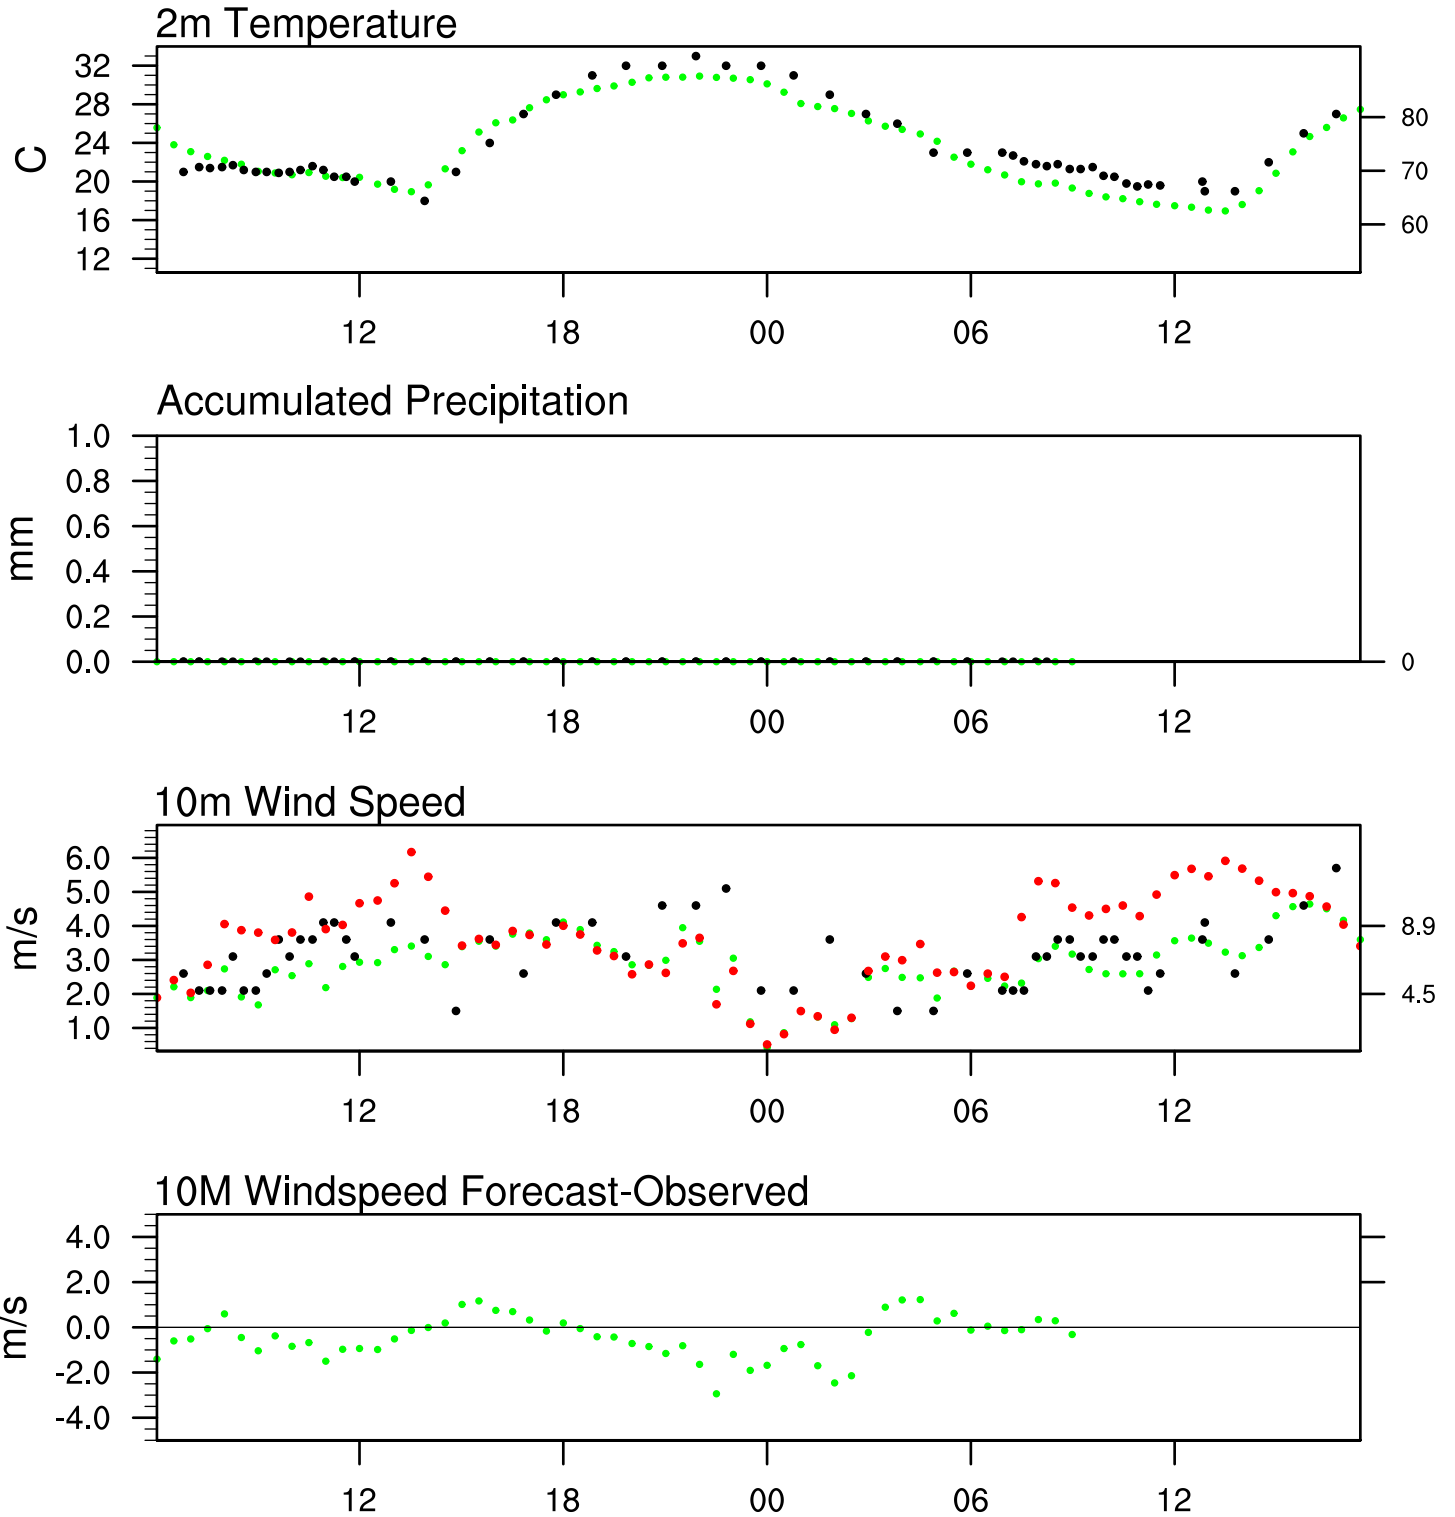 2m Temperature
32
28
24
20
16
12
C
80
70
60
12 18 00 06 12
Accumulated Precipitation
1.0
0.8
0.6
0.4
0.2
0.0
mm
0
12 18 00 06 12
10m Wind Speed
6.0
5.0
4.0
3.0
2.0
1.0
m/s
8.9
4.5
12 18 00 06 12
10M Windspeed Forecast-Observed
4.0
2.0
0.0
-2.0
-4.0
m/s
12 18 00 06 12